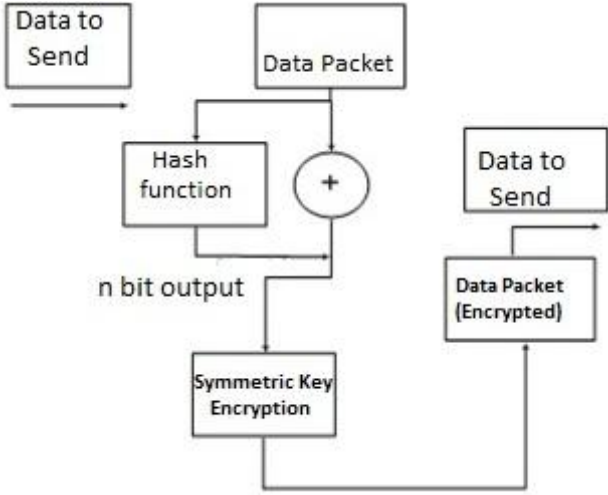 Data to
Send
Data Packet
Hash
function
+
Data to
Send
n bit output
Data Packet
(Encrypted)
Symmetric Key
Encryption